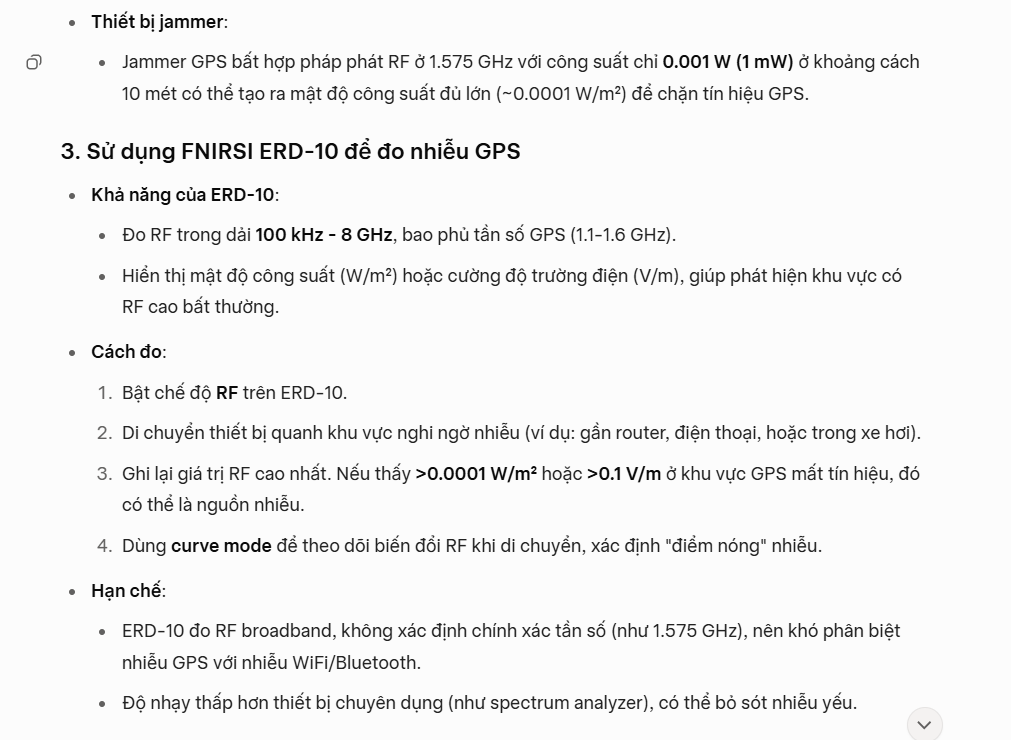 Thiết bị jammer:
Jammer GPS bất hợp pháp phát RF ở 1.575 GHz với công suất chỉ 0.001 W (1 mW) ở khoảng cách
10 mét có thể tạo ra mật độ công suất đủ lớn (~0.0001 W/m²) để chặn tín hiệu GPS.
3. Sử dụng FNIRSI ERD-10 để đo nhiễu GPS
Khả năng của ERD-10:
Đo RF trong dải 100 kHz - 8 GHz, bao phủ tần số GPS (1.1-1.6 GHz).
Hiển thị mật độ công suất (W/m²) hoặc cường độ trường điện (V/m), giúp phát hiện khu vực có
RF cao bất thường.
Cách đo:
1. Bật chế độ RF trên ERD-10.
2. Di chuyển thiết bị quanh khu vực nghi ngờ nhiễu (ví dụ: gần router, điện thoại, hoặc trong xe hơi).
3. Ghi lại giá trị RF cao nhất. Nếu thấy >0.0001 W/m² hoặc >0.1 V/m ở khu vực GPS mất tín hiệu, đó
có thể là nguồn nhiễu.
4. Dùng curve mode để theo dõi biến đổi RF khi di chuyển, xác định "điểm nóng" nhiễu.
Hạn chế:
ERD-10 đo RF broadband, không xác định chính xác tần số (như 1.575 GHz), nên khó phân biệt
nhiễu GPS với nhiễu WiFi/Bluetooth.
Độ nhạy thấp hơn thiết bị chuyên dụng (như spectrum analyzer), có thể bỏ sót nhiễu yếu.